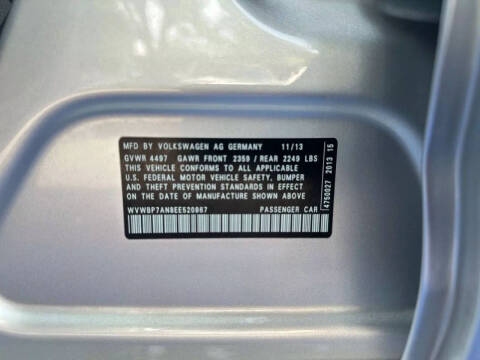 MFD BY VOLKSWAGEN AG GERMANY 11/13
GVWR 4497 GAWR FRONT 2359 / REAR 2249 LBS
THIS VEHICLE CONFORMS TO ALL APPLICABLE
U.S. FEDERAL MOTOR VEHICLE SAFETY, BUMPER
AND THEFT PREVENTION STANDARDS IN EFFECT
ON THE DATE OF MANUFACTURE SHOWN ABOVE
WVWBP7AN8EE520867 PASSENGER CAR
4750027 2013 15